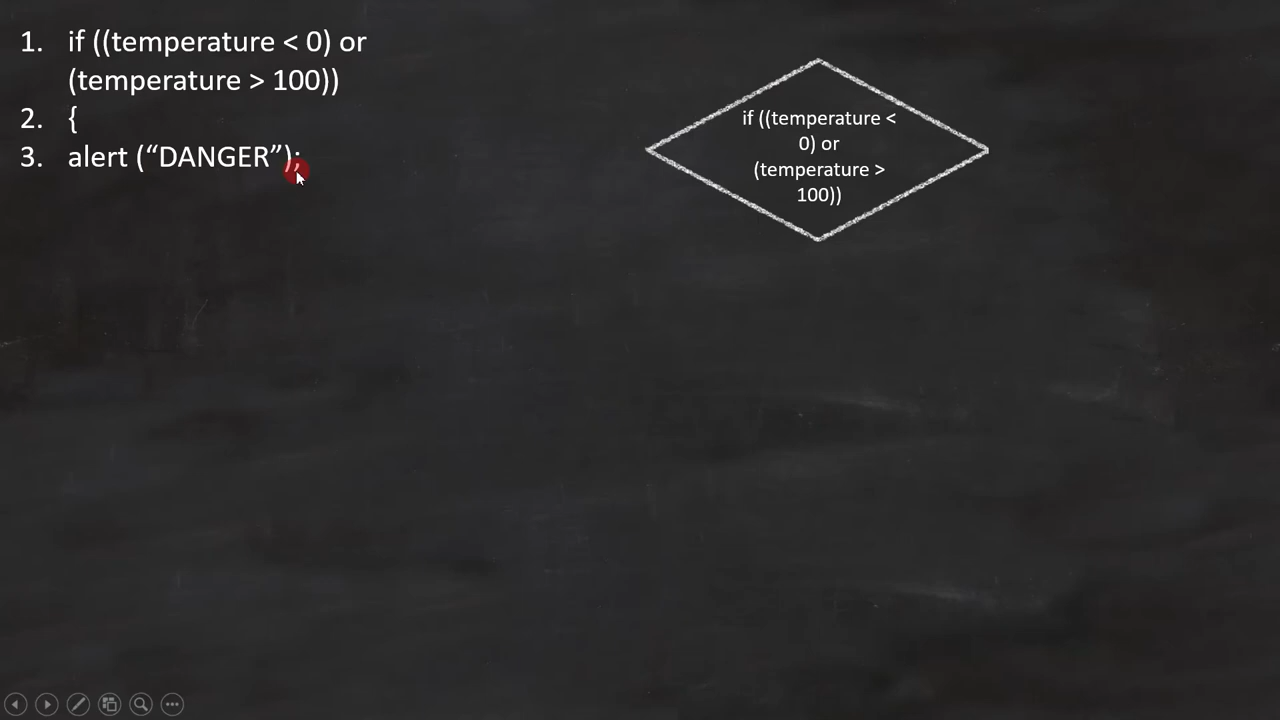 1. if ((temperature < 0) or
(temperature > 100))
2. {
3. alert (“DANGER”);
if ((temperature <
0) or
(temperature >
100))